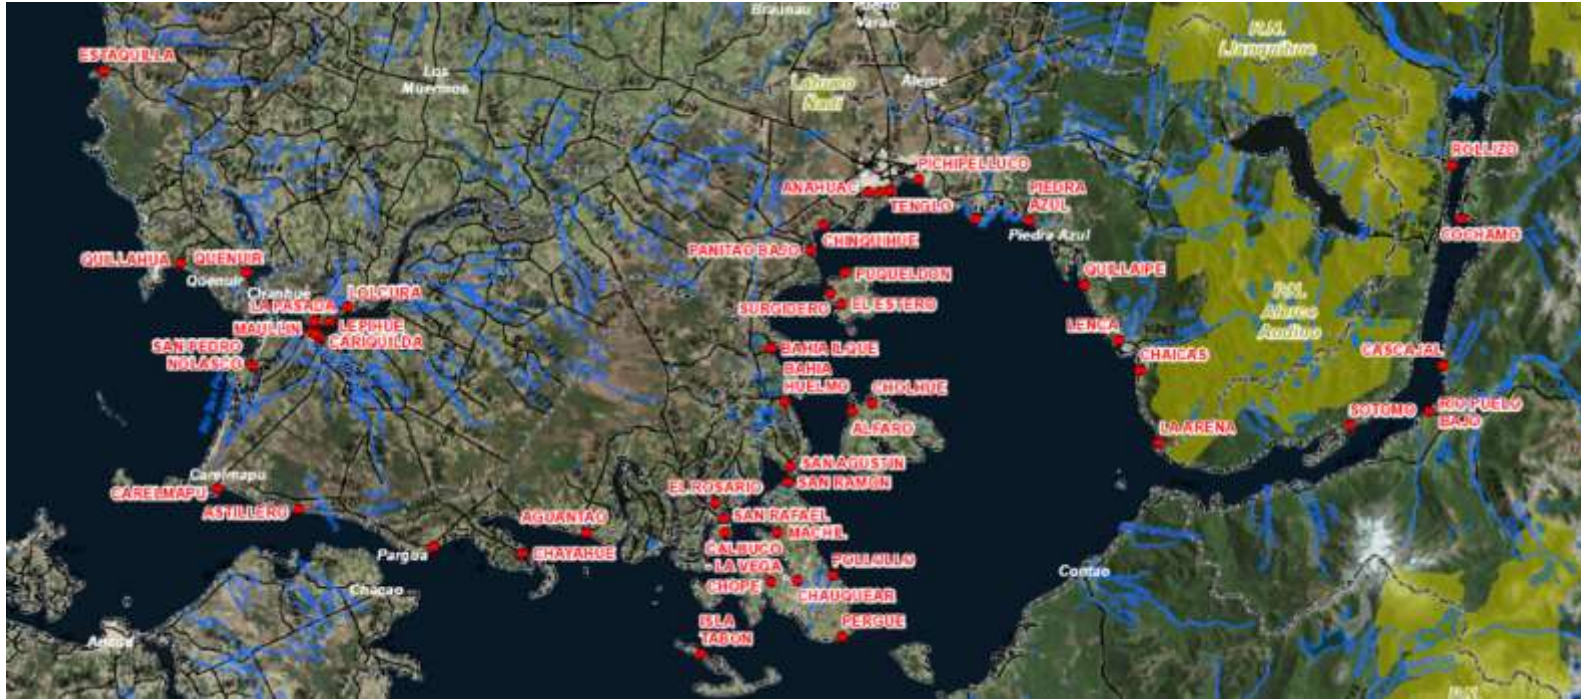 Braunau
Puerto
Varas
R.N.
Llanquihue
ESTAQUILLA
Los
Muermos
Lahuen
Nadi
Alerce
ROLLIZO
PICHIPELLUCO
ANAHUAC
TENGLO
PIEDRA
AZUL
Piedra Azul
CHINQUIHUE
COCHAMO
PANITAO BAJO
QUILLAHUA
QUENUIR
Quenuir
PUQUELDON
QUILLAIPE
Chanhue
LOLCURA
LA PASADA
SURGIDERO
EL ESTERO
P.N.
Alerce
Andino
MAULLIN
LEPIHUE
CARIQUILDA
LENCA
SAN PEDRO
NOLASCO
BAHIA ILQUE
CHAICAS
CASCAJAL
BAHIA
HUELMO
CHOLHUE
ALFARO
SOTOMO
RIO PUELO
BAJO
LA ARENA
SAN AGUSTIN
SAN RAMON
Carelmapu
CARELMAPU
ASTILLERO
EL ROSARIO
AGUANTAO
SAN RAFAEL
MACHIL
Pargua
CHAYAHUE
CALBUCO
- LA VEGA
CHOPE
POLLOLLO
CHAUQUEAR
Contao
Chacao
Ancud
ISLA
TABON
PERGUE